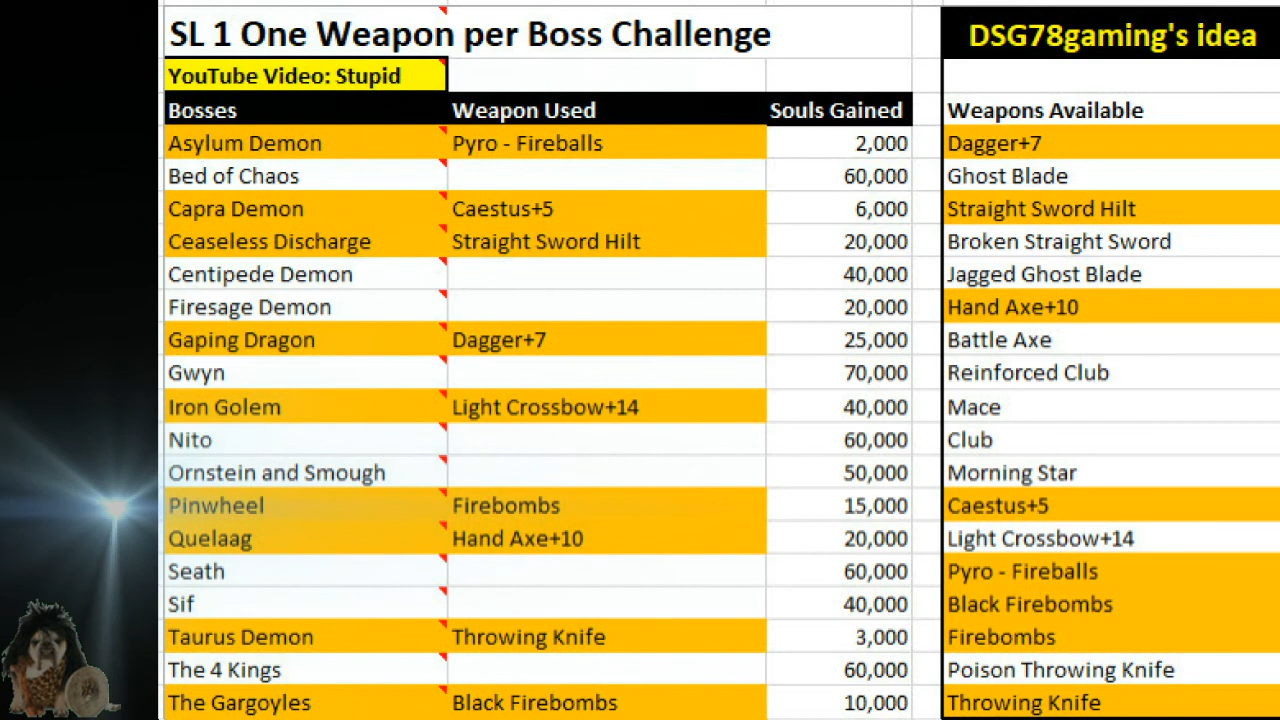 SL 1 One Weapon per Boss Challenge DSG78gaming's idea
YouTube Video: Stupid
Bosses Weapon Used Souls Gained Weapons Available
Asylum Demon Pyro - Fireballs 2,000 Dagger+7
Bed of Chaos 60,000 Ghost Blade
Capra Demon Caestus+5 6,000 Straight Sword Hilt
Ceaseless Discharge Straight Sword Hilt 20,000 Broken Straight Sword
Centipede Demon 40,000 Jagged Ghost Blade
Firesage Demon 20,000 Hand Axe+10
Gaping Dragon Dagger+7 25,000 Battle Axe
Gwyn 70,000 Reinforced Club
Iron Golem Light Crossbow+14 40,000 Mace
Nito 60,000 Club
Ornstein and Smough 50,000 Morning Star
Pinwheel Firebombs 15,000 Caestus+5
Quelaag Hand Axe+10 20,000 Light Crossbow+14
Seath 60,000 Pyro - Fireballs
Sif 40,000 Black Firebombs
Taurus Demon Throwing Knife 3,000 Firebombs
The 4 Kings 60,000 Poison Throwing Knife
The Gargoyles Black Firebombs 10,000 Throwing Knife